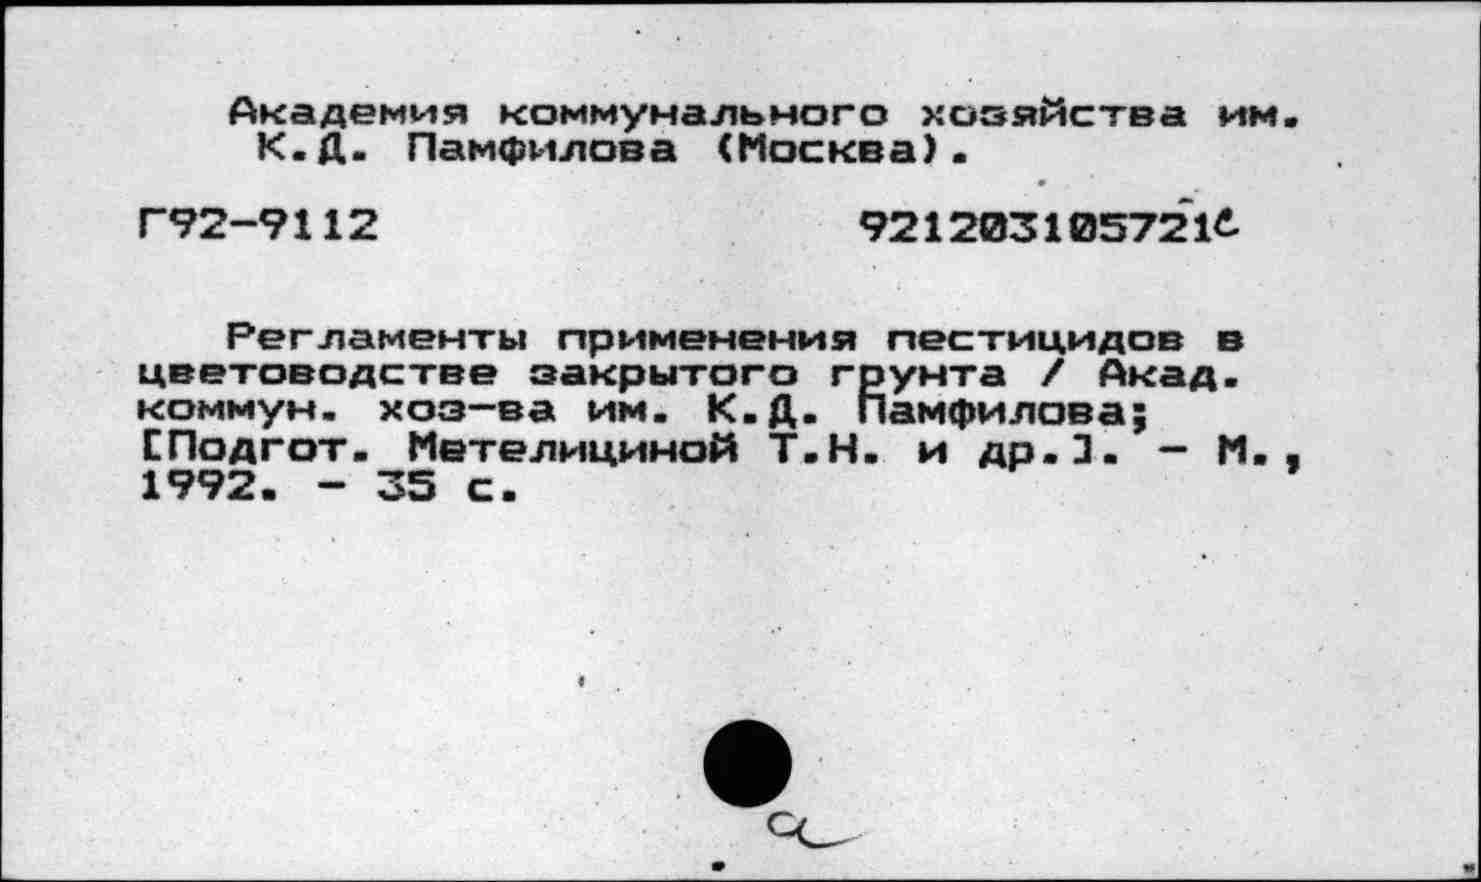 Академия коммунального хозяйства им.
К.Д. Памфилова (Москва).
Г92-9112 921203105721
Регламенты применения пестицидов в
цветоводстве закрытого грунта / Акад.
коммун. хоз-ва им. К.Д. Памфилова;
[Подгот. Метелициной Т.Н. и др.]. - М.,
1992. - 35 с.